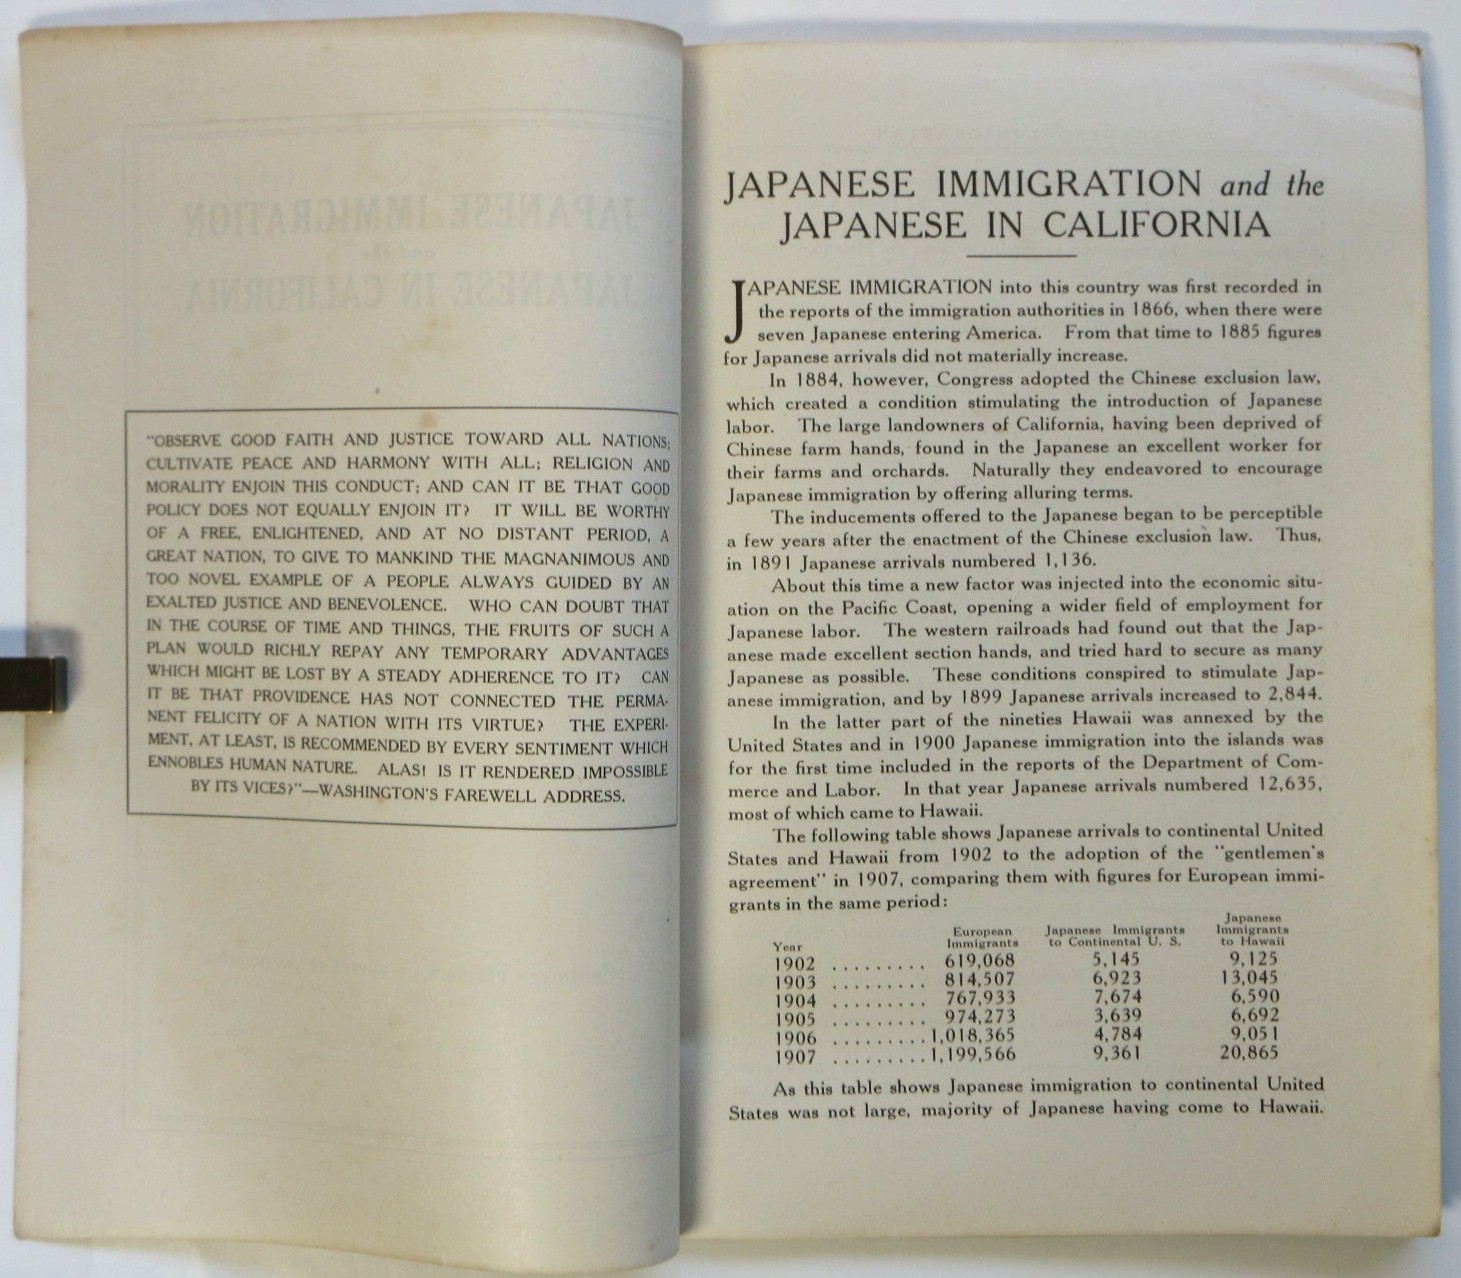 "OBSERVE GOOD FAITH AND JUSTICE TOWARD ALL NATIONS;
CULTIVATE PEACE AND HARMONY WITH ALL; RELIGION AND
MORALITY ENJOIN THIS CONDUCT; AND CAN IT BE THAT GOOD
POLICY DOES NOT EQUALLY ENJOIN IT? IT WILL BE WORTHY
OF A FREE, ENLIGHTENED, AND AT NO DISTANT PERIOD, A
GREAT NATION, TO GIVE TO MANKIND THE MAGNANIMOUS AND
TOO NOVEL EXAMPLE OF A PEOPLE ALWAYS GUIDED BY AN
EXALTED JUSTICE AND BENEVOLENCE. WHO CAN DOUBT THAT
IN THE COURSE OF TIME AND THINGS, THE FRUITS OF SUCH A
PLAN WOULD RICHLY REPAY ANY TEMPORARY ADVANTAGES
WHICH MIGHT BE LOST BY A STEADY ADHERENCE TO IT? CAN
IT BE THAT PROVIDENCE HAS NOT CONNECTED THE PERMA-
NENT FELICITY OF A NATION WITH ITS VIRTUE? THE EXPERI-
MENT, AT LEAST, IS RECOMMENDED BY EVERY SENTIMENT WHICH
ENNOBLES HUMAN NATURE. ALAS! IS IT RENDERED IMPOSSIBLE
BY ITS VICES?"—WASHINGTON'S FAREWELL ADDRESS.
JAPANESE IMMIGRATION and the
JAPANESE IN CALIFORNIA
JAPANESE IMMIGRATION into this country was first recorded in
the reports of the immigration authorities in 1866, when there were
seven Japanese entering America. From that time to 1885 figures
for Japanese arrivals did not materially increase.
In 1884, however, Congress adopted the Chinese exclusion law,
which created a condition stimulating the introduction of Japanese
labor. The large landowners of California, having been deprived of
Chinese farm hands, found in the Japanese an excellent worker for
their farms and orchards. Naturally they endeavored to encourage
Japanese immigration by offering alluring terms.
The inducements offered to the Japanese began to be perceptible
a few years after the enactment of the Chinese exclusion law. Thus,
in 1891 Japanese arrivals numbered 1,136.
About this time a new factor was injected into the economic situ-
ation on the Pacific Coast, opening a wider field of employment for
Japanese labor. The western railroads had found out that the Jap-
anese made excellent section hands, and tried hard to secure as many
Japanese as possible. These conditions conspired to stimulate Jap-
anese immigration, and by 1899 Japanese arrivals increased to 2,844.
In the latter part of the nineties Hawaii was annexed by the
United States and in 1900 Japanese immigration into the islands was
for the first time included in the reports of the Department of Com-
merce and Labor. In that year Japanese arrivals numbered 12,635,
most of which came to Hawaii.
The following table shows Japanese arrivals to continental United
States and Hawaii from 1902 to the adoption of the "gentlemen's
agreement" in 1907, comparing them with figures for European immi-
grants in the same period:
Year European Immigrants Japanese Immigrants to Continental U. S. Japanese Immigrants to Hawaii
1902 ......... 619,068 5,145 9,125
1903 ......... 814,507 6,923 13,045
1904 ......... 767,933 7,674 6,590
1905 ......... 974,273 3,639 6,692
1906 ......... 1,018,365 4,784 9,051
1907 ......... 1,199,566 9,361 20,865
As this table shows Japanese immigration to continental United
States was not large, majority of Japanese having come to Hawaii.